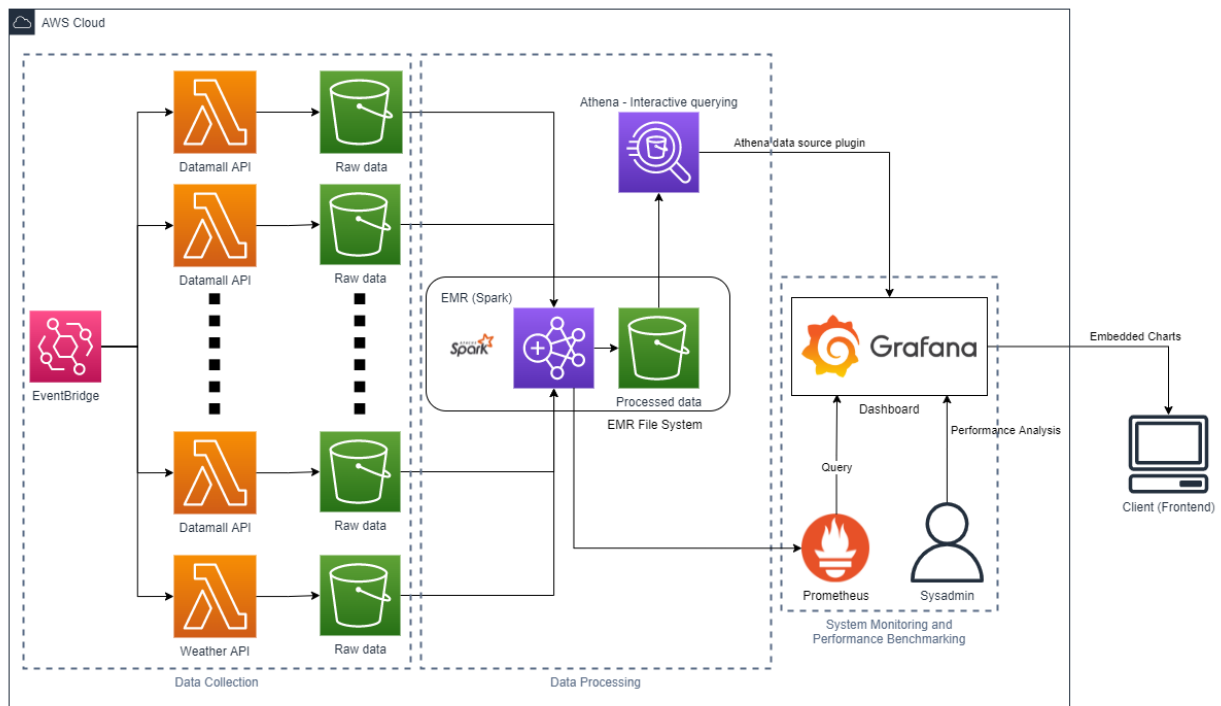 AWS Cloud
Datamall API
Raw data
Datamall API
Raw data
EventBridge
Datamall API
Raw data
Weather API
Raw data
Data Collection
Athena - Interactive querying
Athena data source plugin
EMR (Spark)
APACHE
Spark
Processed data
EMR File System
Data Processing
Grafana
Dashboard
Embedded Charts
Performance Analysis
Query
Client (Frontend)
Prometheus
Sysadmin
System Monitoring and
Performance Benchmarking